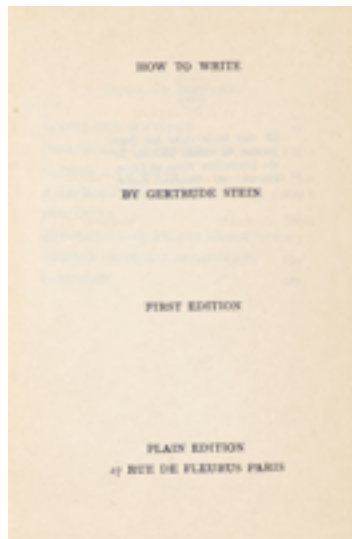 HOW TO WRITE
BY GERTRUDE STEIN
FIRST EDITION
PLAIN EDITION
27 RUE DE FLEURUS PARIS